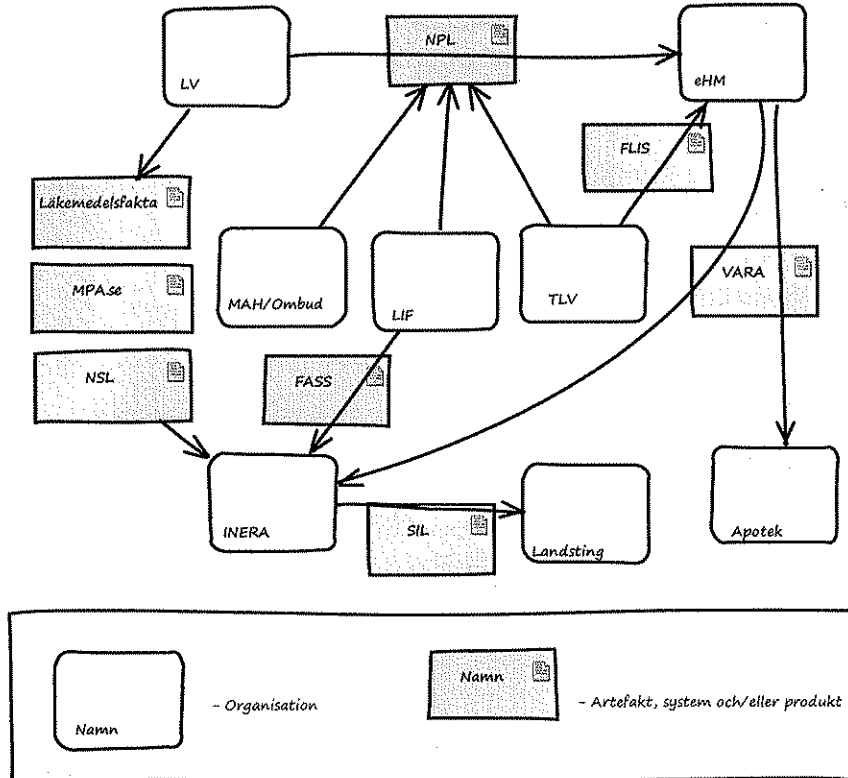 NPL
LV
eHM
FLIS
Läkemedelsfakta
MPA.se
MAH/Ombud
LIF
TLV
VARA
NSL
FASS
INERA
SIL
Landsting
Apotek
Namn
- Organisation
Namn
- Artefakt, system och/eller produkt